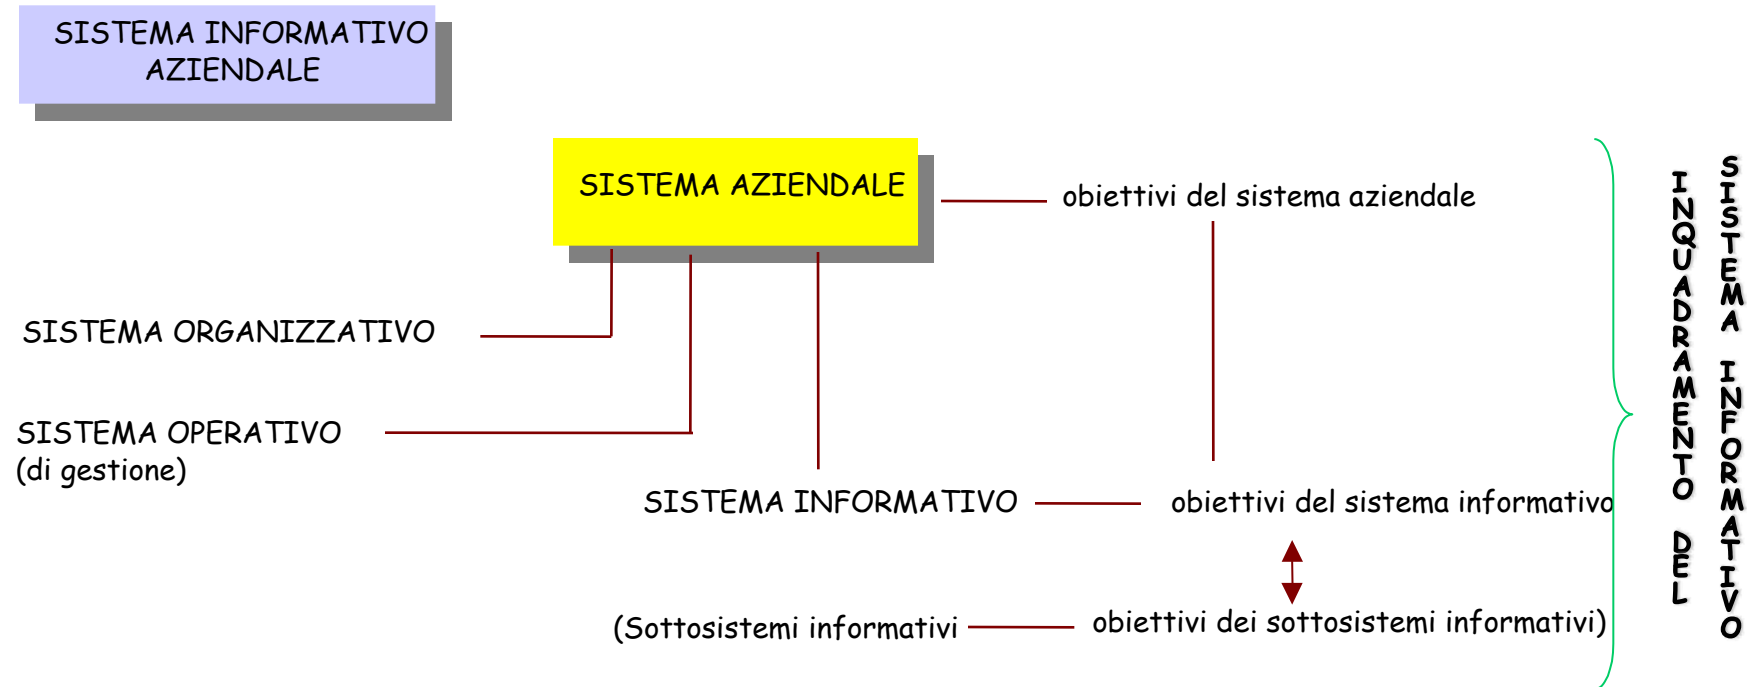 SISTEMA INFORMATIVO
AZIENDALE
SISTEMA AZIENDALE
obiettivi del sistema aziendale
SISTEMA ORGANIZZATIVO
SISTEMA OPERATIVO
(di gestione)
SISTEMA INFORMATIVO
obiettivi del sistema informativo
(Sottosistemi informativi
obiettivi dei sottosistemi informativi)
INQUADRAMENTO DEL
SISTEMA INFORMATIVO